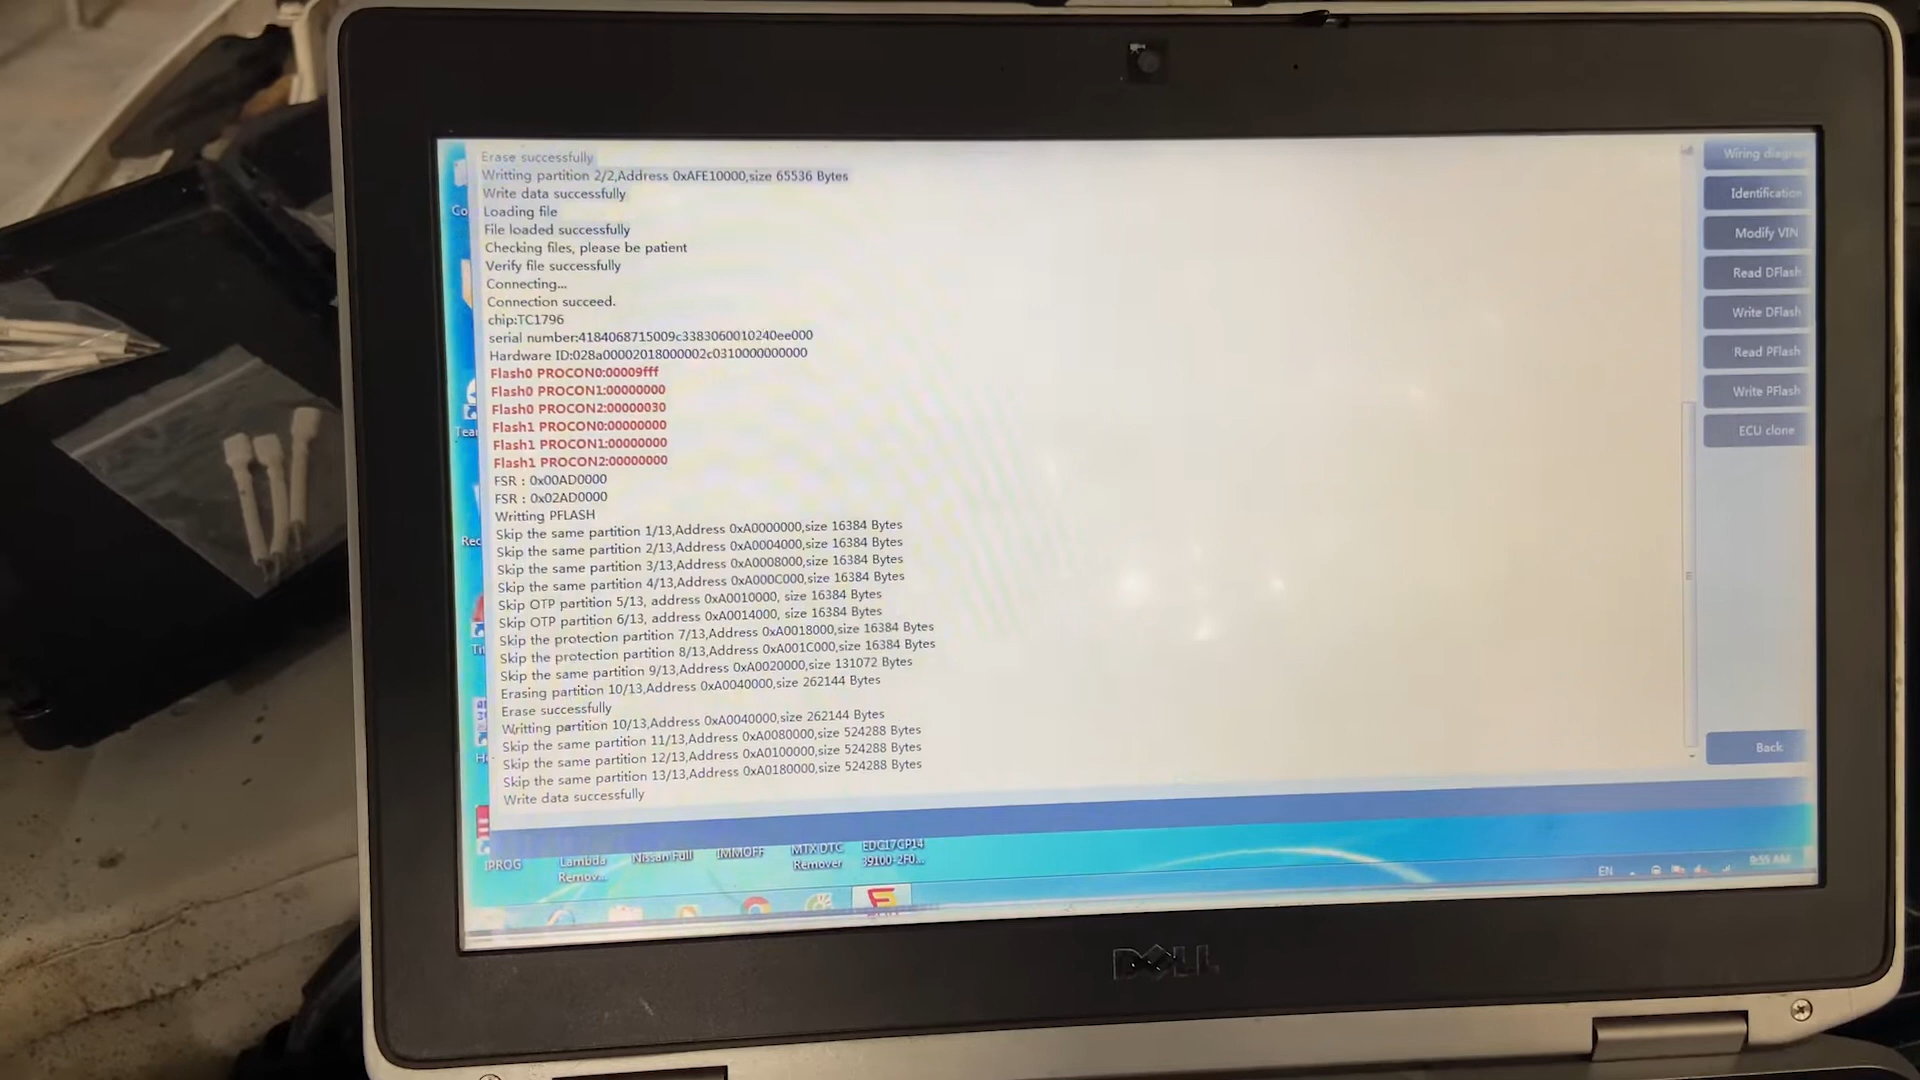 Erase successfully
Writting partition 2/2,Address 0xAFE10000,size 65536 Bytes
Write data successfully
Loading file
File loaded successfully
Checking files, please be patient
Verify file successfully
Connecting...
Connection succeed.
chip:TC1796
serial number:4184068715009c3383060010240ee000
Hardware ID:028a00002018000002c0310000000000
Flash0 PROCON0:00009fff
Flash0 PROCON1:00000000
Flash0 PROCON2:00000030
Flash1 PROCON0:00000000
Flash1 PROCON1:00000000
Flash1 PROCON2:00000000
FSR : 0x00AD0000
FSR : 0x02AD0000
Writting PFLASH
Skip the same partition 1/13,Address 0xA0000000,size 16384 Bytes
Skip the same partition 2/13,Address 0xA0004000,size 16384 Bytes
Skip the same partition 3/13,Address 0xA0008000,size 16384 Bytes
Skip the same partition 4/13,Address 0xA000C000,size 16384 Bytes
Skip OTP partition 5/13, address 0xA0010000, size 16384 Bytes
Skip OTP partition 6/13, address 0xA0014000, size 16384 Bytes
Skip the protection partition 7/13,Address 0xA0018000,size 16384 Bytes
Skip the protection partition 8/13,Address 0xA001C000,size 16384 Bytes
Skip the same partition 9/13,Address 0xA0020000,size 131072 Bytes
Erasing partition 10/13,Address 0xA0040000,size 262144 Bytes
Erase successfully
Writting partition 10/13,Address 0xA0040000,size 262144 Bytes
Skip the same partition 11/13,Address 0xA0080000,size 524288 Bytes
Skip the same partition 12/13,Address 0xA0100000,size 524288 Bytes
Skip the same partition 13/13,Address 0xA0180000,size 524288 Bytes
Write data successfully
Wiring diagram
Identification
Modify VIN
Read DFlash
Write DFlash
Read PFlash
Write PFlash
ECU clone
Back
IPROG
Lambda
Remov...
Nissan Full
IMMOFF
MTX DTC
Remover
EDC17CP14
39100-2F0...
EN
9:55 AM
DELL